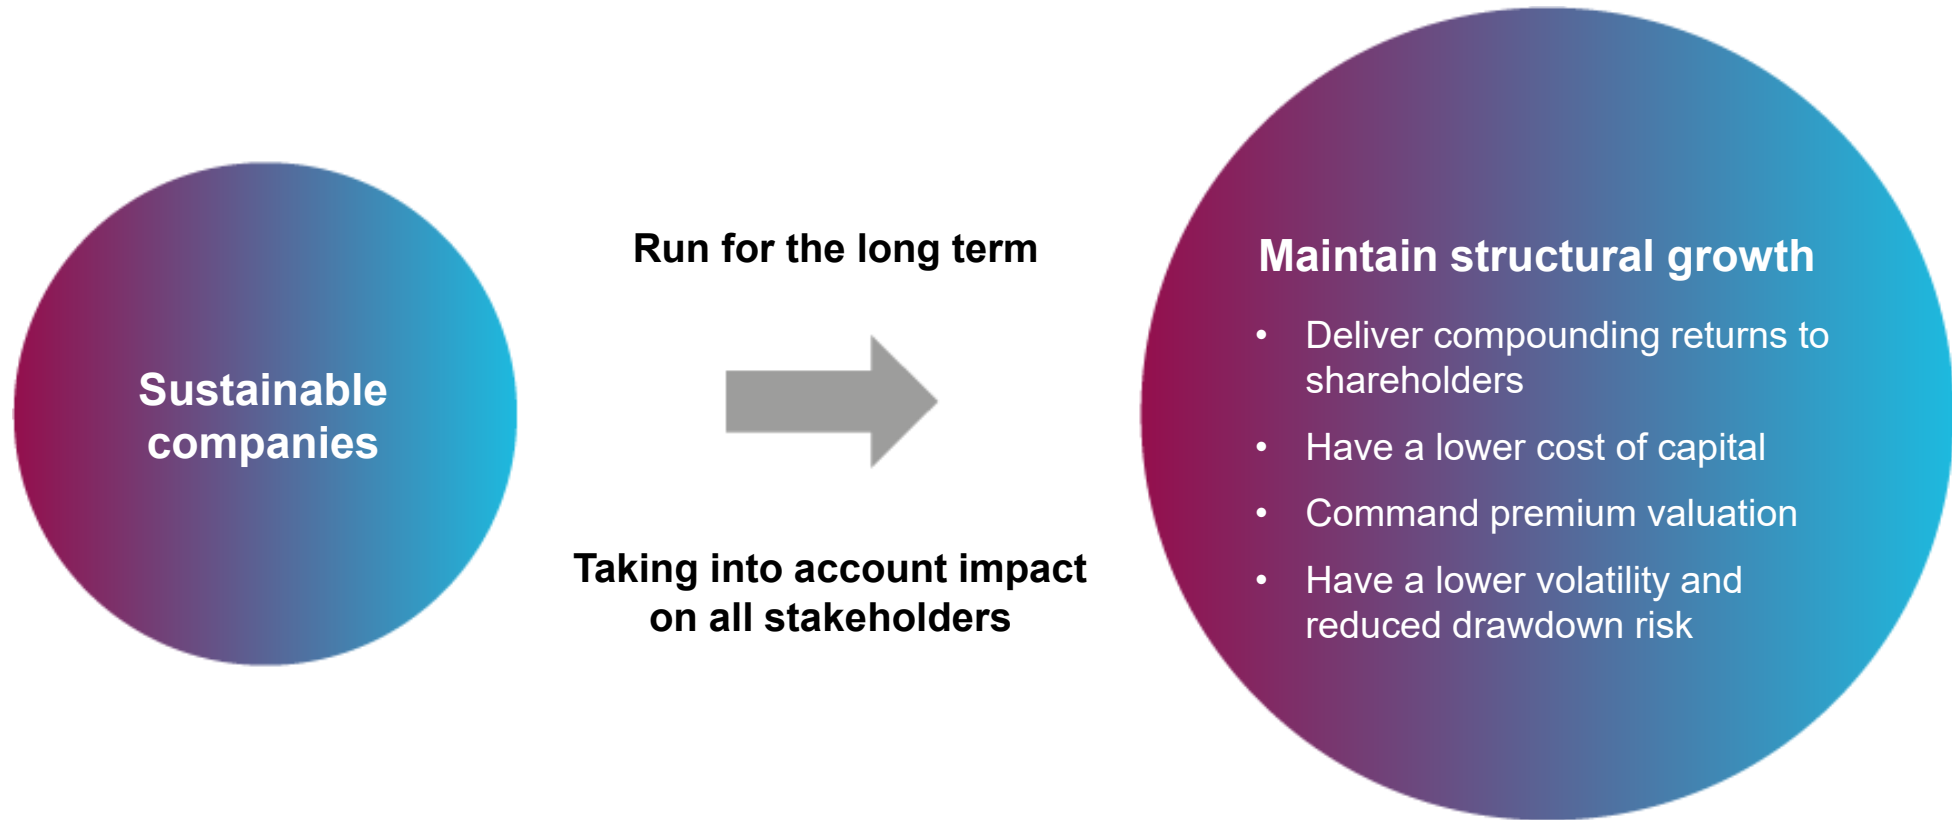 Sustainable
companies
Run for the long term
Taking into account impact
on all stakeholders
Maintain structural growth
• Deliver compounding returns to
shareholders
• Have a lower cost of capital
• Command premium valuation
• Have a lower volatility and
reduced drawdown risk